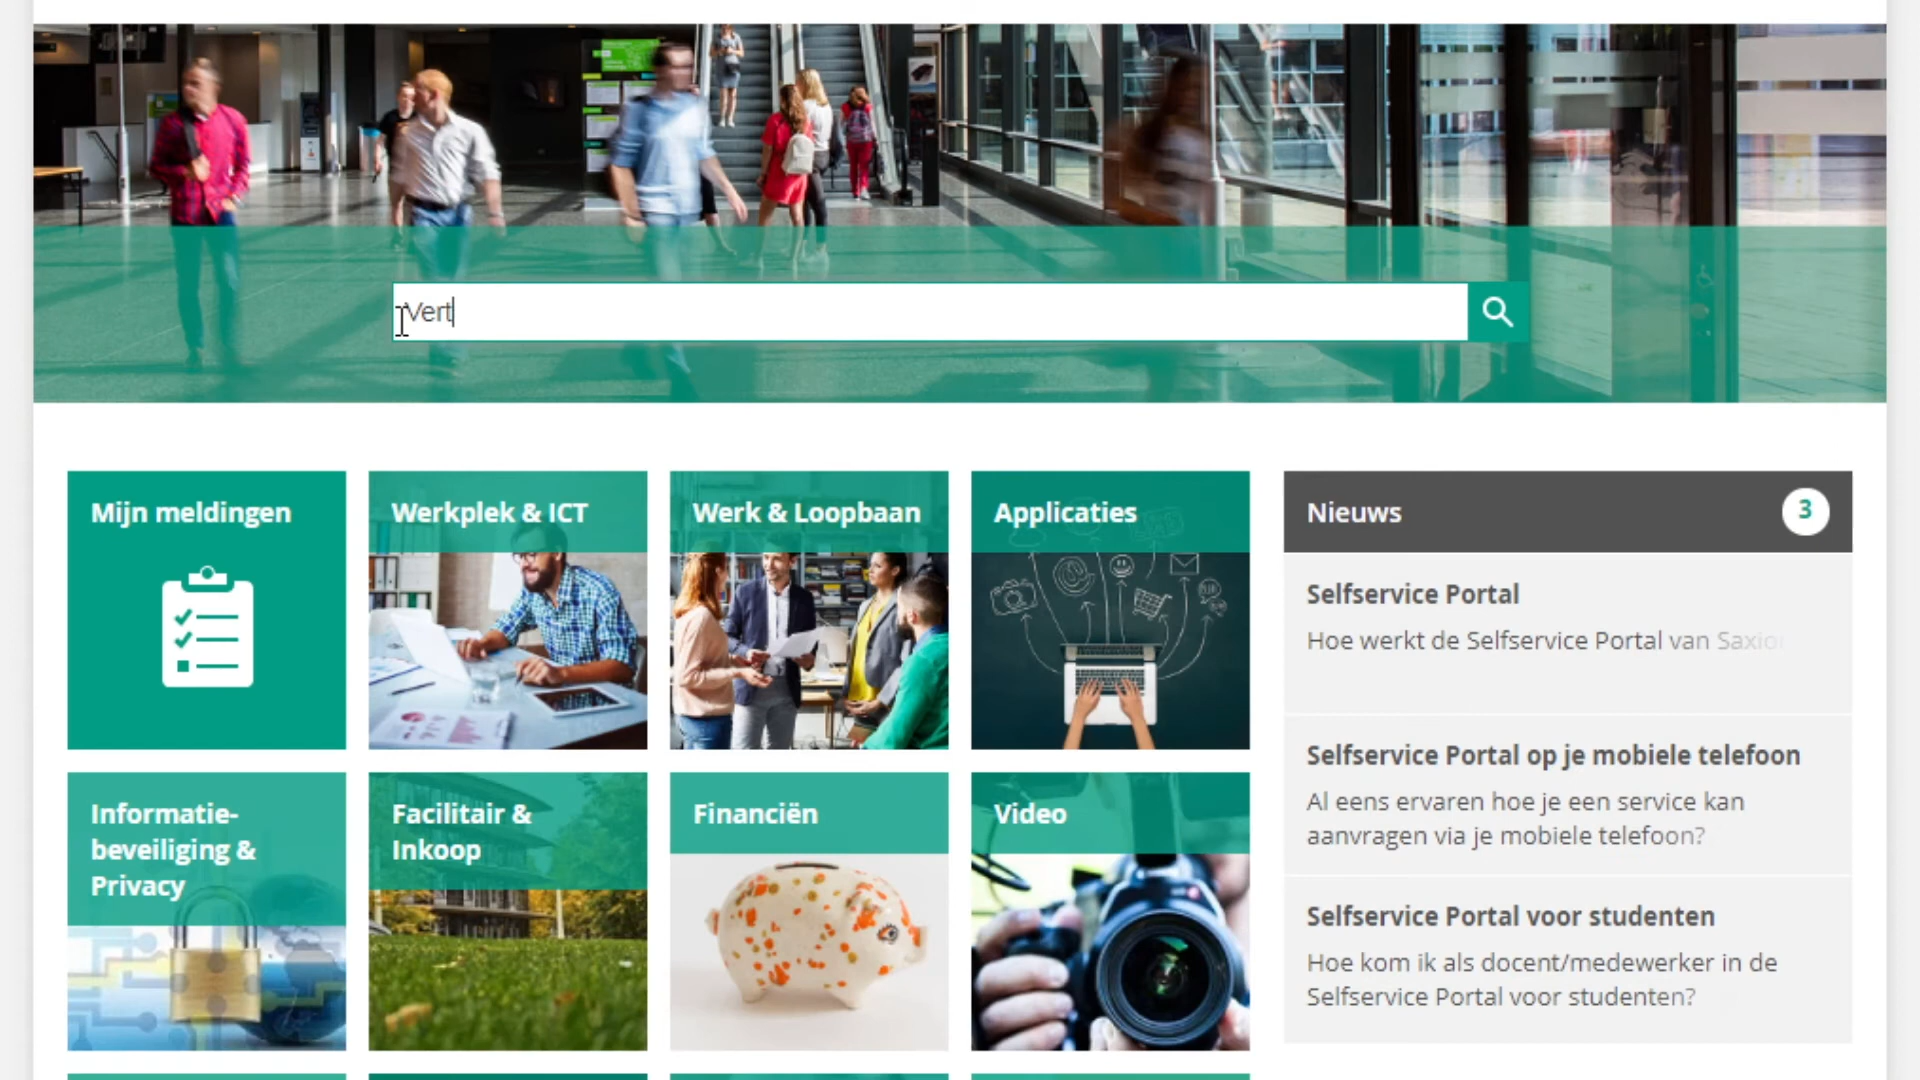 Vert
Mijn meldingen
Werkplek & ICT
Werk & Loopbaan
Applicaties
Nieuws
3
Selfservice Portal
Hoe werkt de Selfservice Portal van Saxion
Selfservice Portal op je mobiele telefoon
Al eens ervaren hoe je een service kan
aanvragen via je mobiele telefoon?
Informatie-
beveiliging &
Privacy
Facilitair &
Inkoop
Financiën
Video
Selfservice Portal voor studenten
Hoe kom ik als docent/medewerker in de
Selfservice Portal voor studenten?